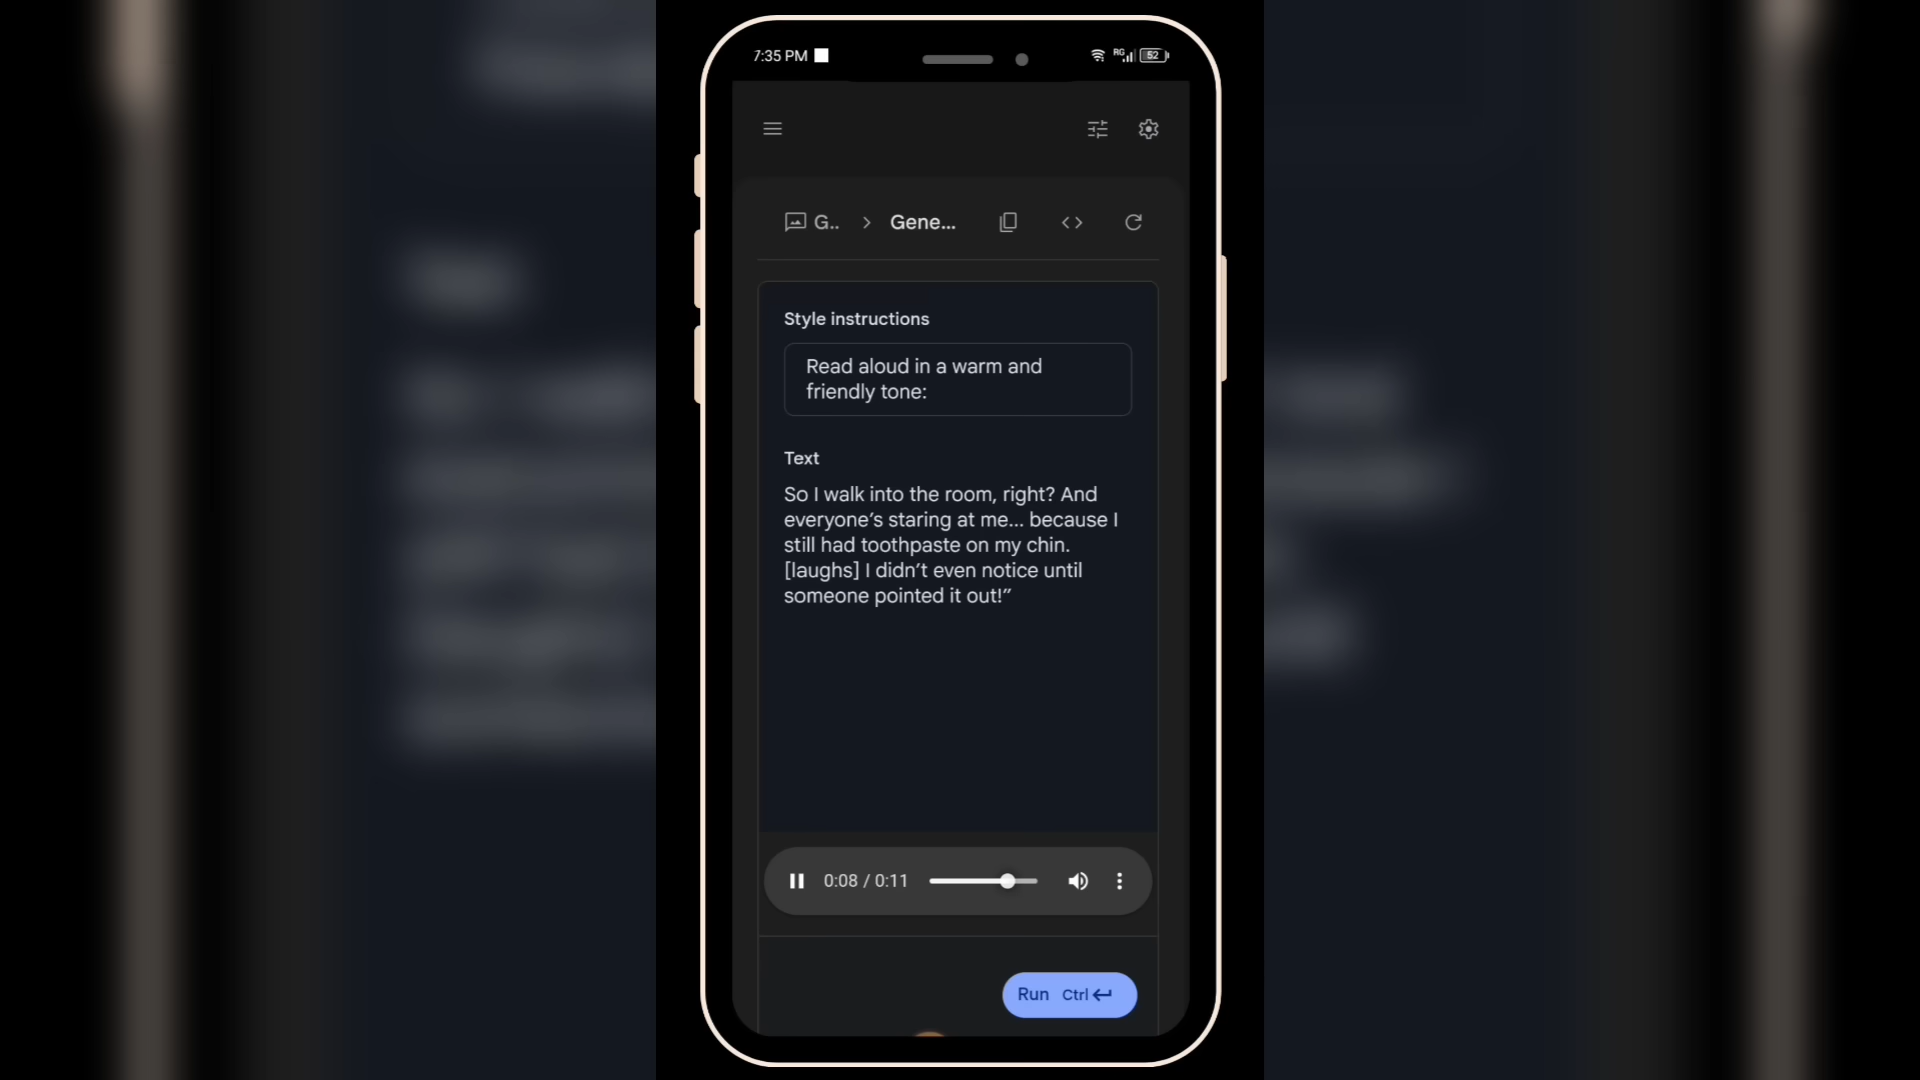 7:35 PM
RG
52
G..
Gene...
Style instructions
Read aloud in a warm and
friendly tone:
Text
So I walk into the room, right? And
everyone’s staring at me... because I
still had toothpaste on my chin.
[laughs] I didn’t even notice until
someone pointed it out!”
0:08 / 0:11
Run Ctrl